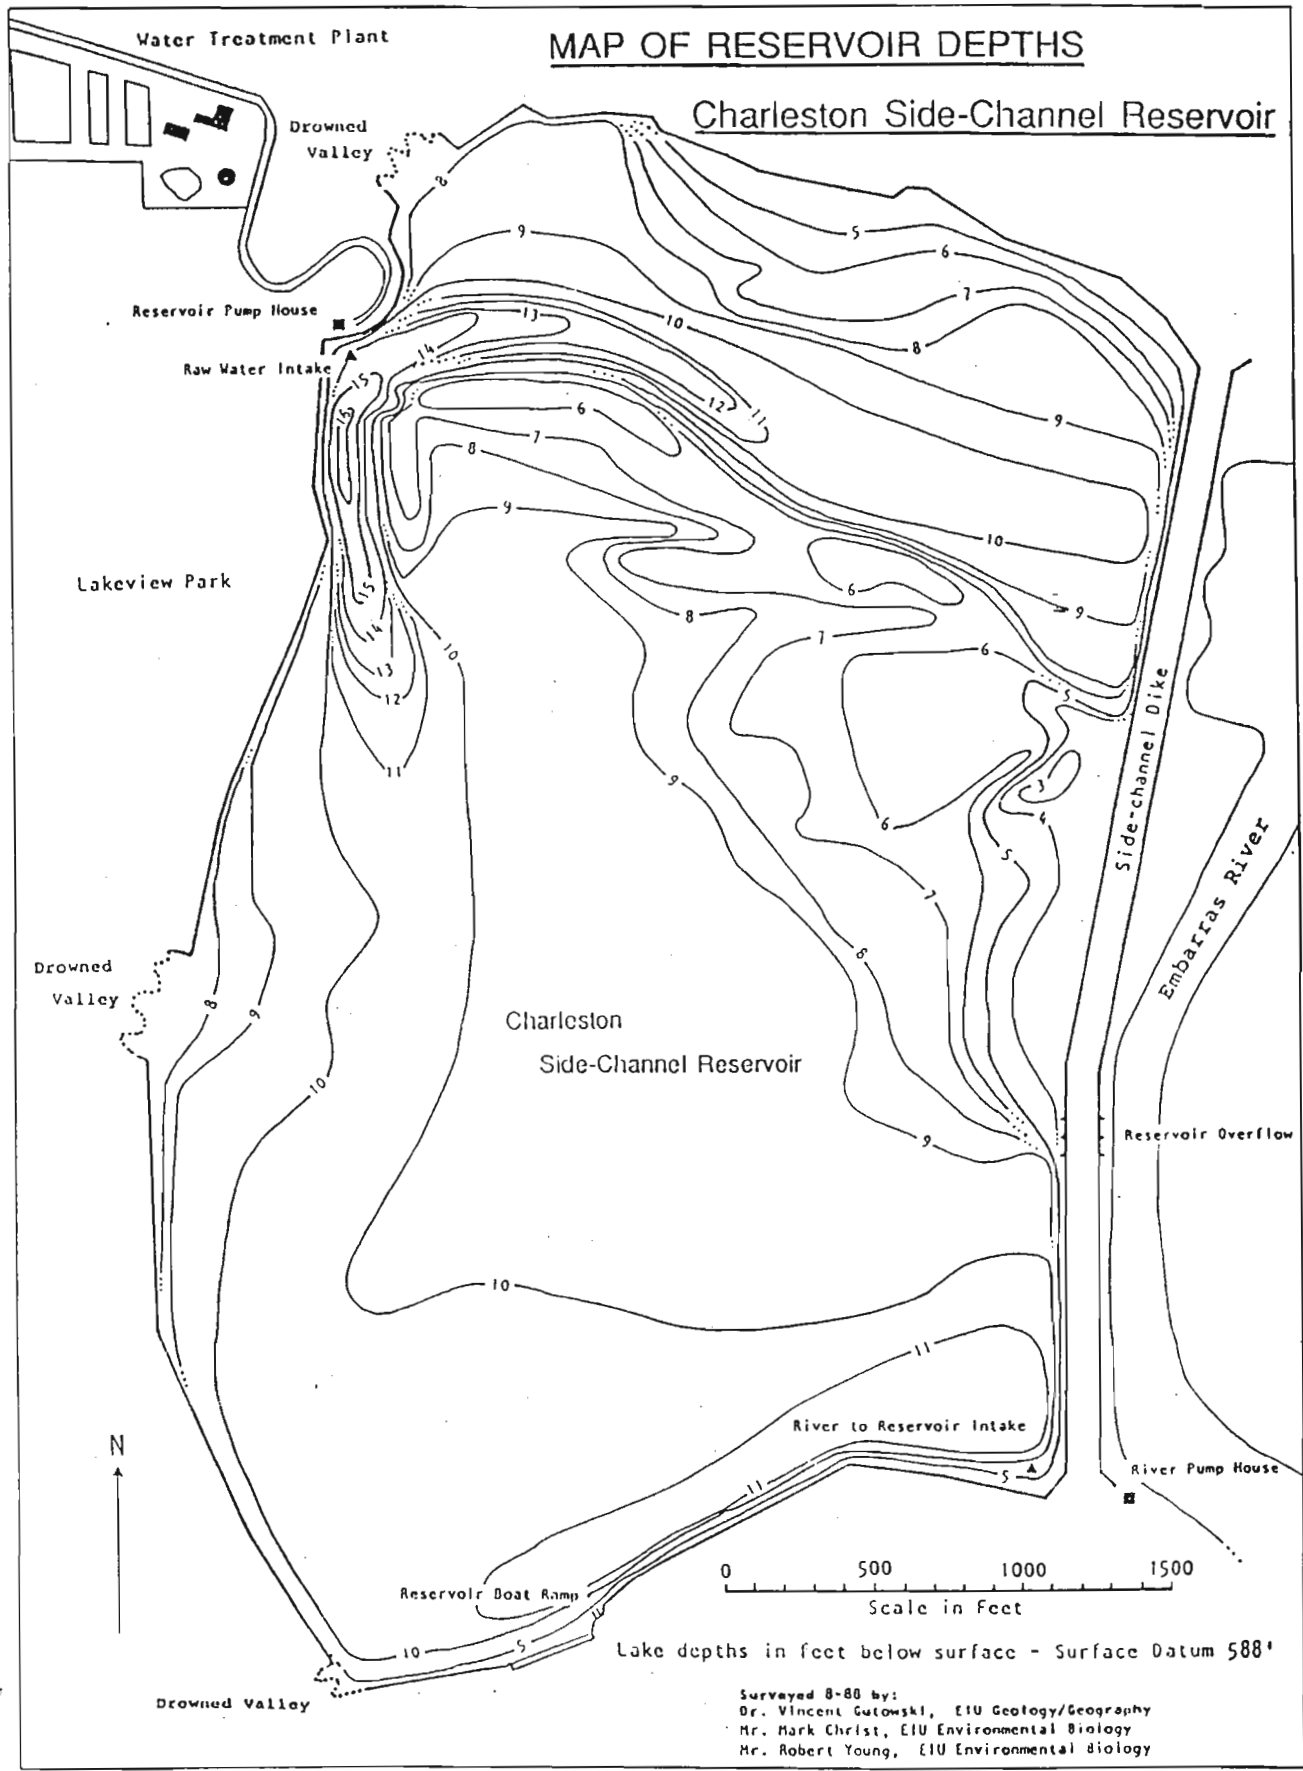 Water Treatment Plant
MAP OF RESERVOIR DEPTHS
Charleston Side-Channel Reservoir
Drowned
Valley
8
9
5
6
7
10
8
Reservoir Pump House
13
14
Raw Water Intake
15
15
12
11
9
6
7
8
9
10
6
Lakeview Park
15
14
13
12
11
10
8
7
6
9
5
9
3
4
6
5
7
8
Side-channel Dike
Embarras River
Drowned
Valley
8
9
10
Charleston
Side-Channel Reservoir
9
Reservoir Overflow
10
11
River to Reservoir Intake
5
11
N
River Pump House
Reservoir Boat Ramp
0 500 1000 1500
Scale in Feet
10
5
11
Lake depths in feet below surface - Surface Datum 588'
Drowned Valley
Surveyed 8-88 by:
Dr. Vincent Gutowski, EIU Geology/Geography
Mr. Mark Christ, EIU Environmental Biology
Mr. Robert Young, EIU Environmental Biology